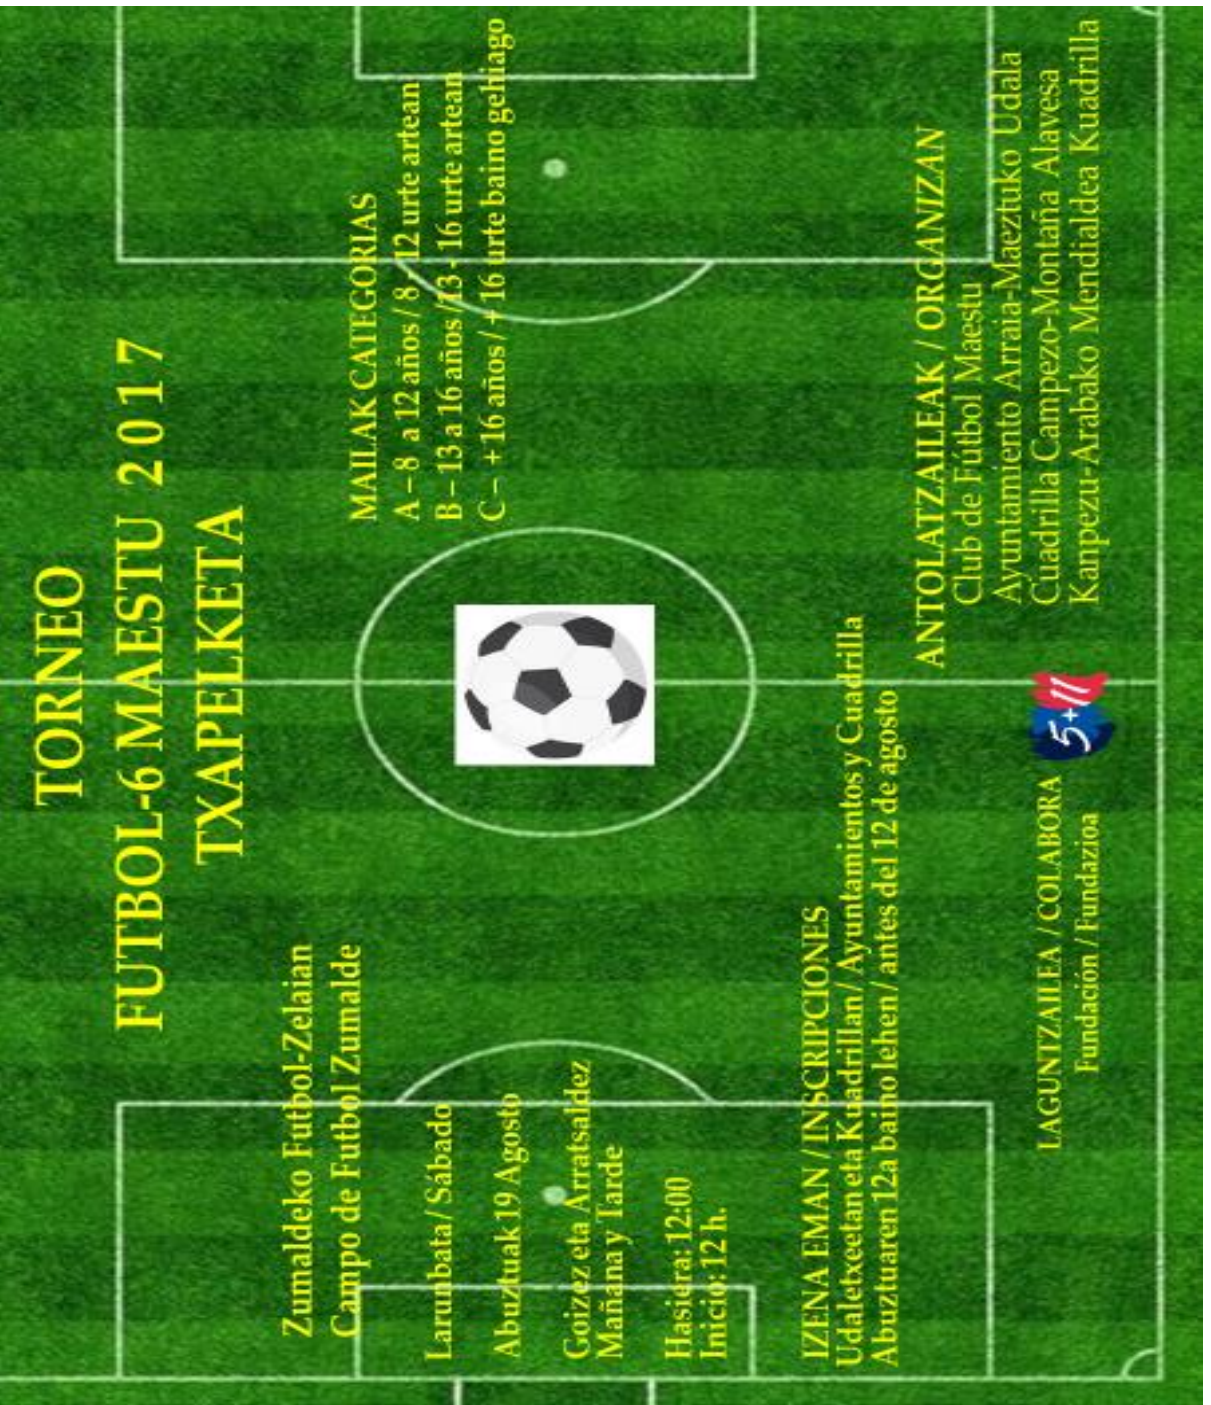 TORNEO
FUTBOL-6 MAESTU 2017
TXAPELKETA
Zumaldeko Futbol-Zelaian
Campo de Futbol Zumalde
Larunbata / Sábado
Abuztuak 19 Agosto
Goizez eta Arratsaldez
Mañana y Tarde
Hasiera: 12:00
Inicio: 12 h.
MAILAK CATEGORIAS
A – 8 a 12 años / 8 - 12 urte artean
B – 13 a 16 años / 13 - 16 urte artean
C – + 16 años / + 16 urte baino gehiago
IZENA EMAN / INSCRIPCIONES
Udaletxeetan eta Kuadrillan / Ayuntamientos y Cuadrilla
Abuztuaren 12a baino lehen / antes del 12 de agosto
ANTOLATZAILEAK / ORGANIZAN
Club de Fútbol Maestu
Ayuntamiento Arraia-Maeztuko Udala
Cuadrilla Campezo-Montaña Alavesa
Kanpezu-Arabako Mendialdea Kuadrilla
LAGUNTZAILEA / COLABORA
Fundación / Fundazioa
5+11